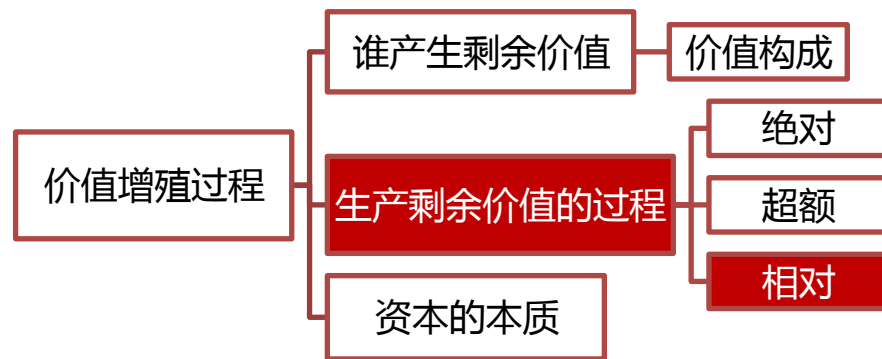 谁产生剩余价值
价值构成
绝对
价值增殖过程
生产剩余价值的过程
超额
相对
资本的本质